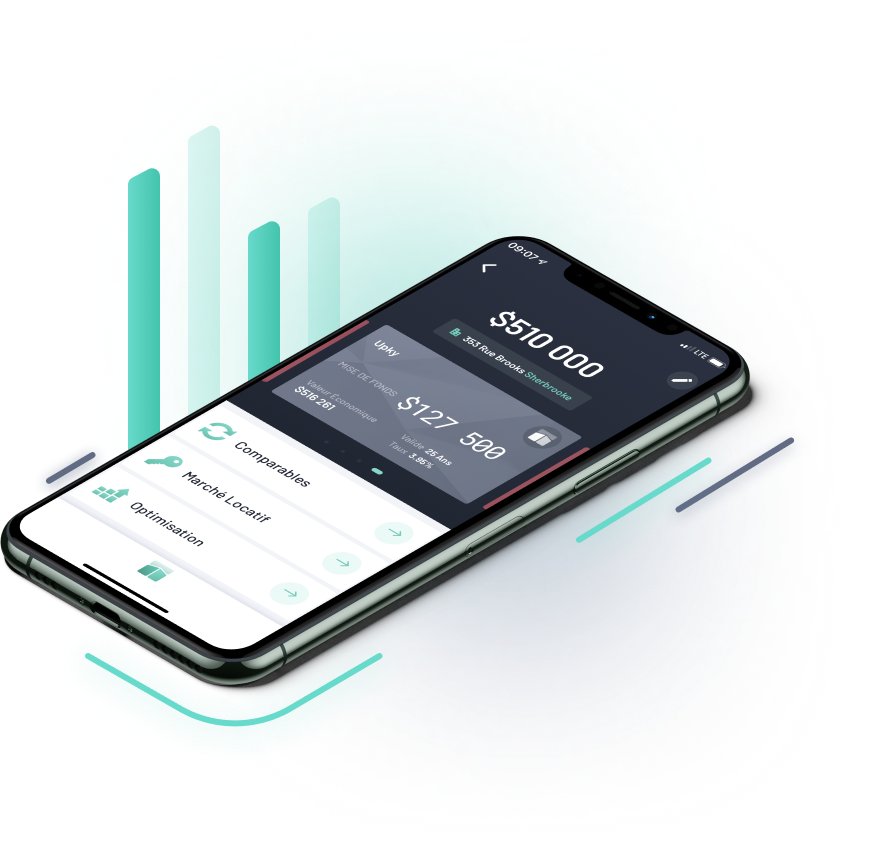 09:07
LTE
$510 000
353 Rue Brooks Sherbrooke
Upky
MISE DE FONDS
$127 500
Valeur Économique
$516 261
Validé 25 Ans
Taux 3.95%
Comparables
Marché Locatif
Optimisation